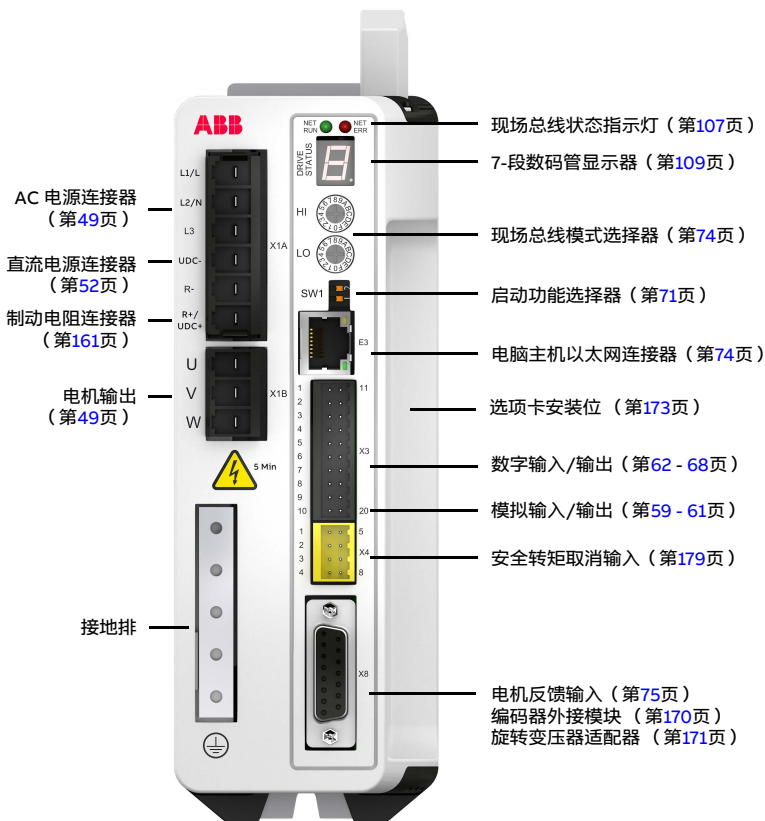 ABB
NET RUN
NET ERR
DRIVE STATUS
HI
LO
SW1
E3
L1/L
L2/N
L3
UDC-
R-
R+/
UDC+
X1A
U
V
W
X1B
5 Min
1
2
3
4
5
6
7
8
9
10
11
X3
20
1
2
3
4
5
X4
8
X8
AC 电源连接器
（第49页）
直流电源连接器
（第52页）
制动电阻连接器
（第161页）
电机输出
（第49页）
接地排
现场总线状态指示灯（第107页）
7-段数码管显示器（第109页）
现场总线模式选择器（第74页）
启动功能选择器（第71页）
电脑主机以太网连接器（第74页）
选项卡安装位 （第173页）
数字输入/输出（第62 - 68页）
模拟输入/输出（第59 - 61页）
安全转矩取消输入（第179页）
电机反馈输入（第75页）
编码器外接模块 （第170页）
旋转变压器适配器 （第171页）